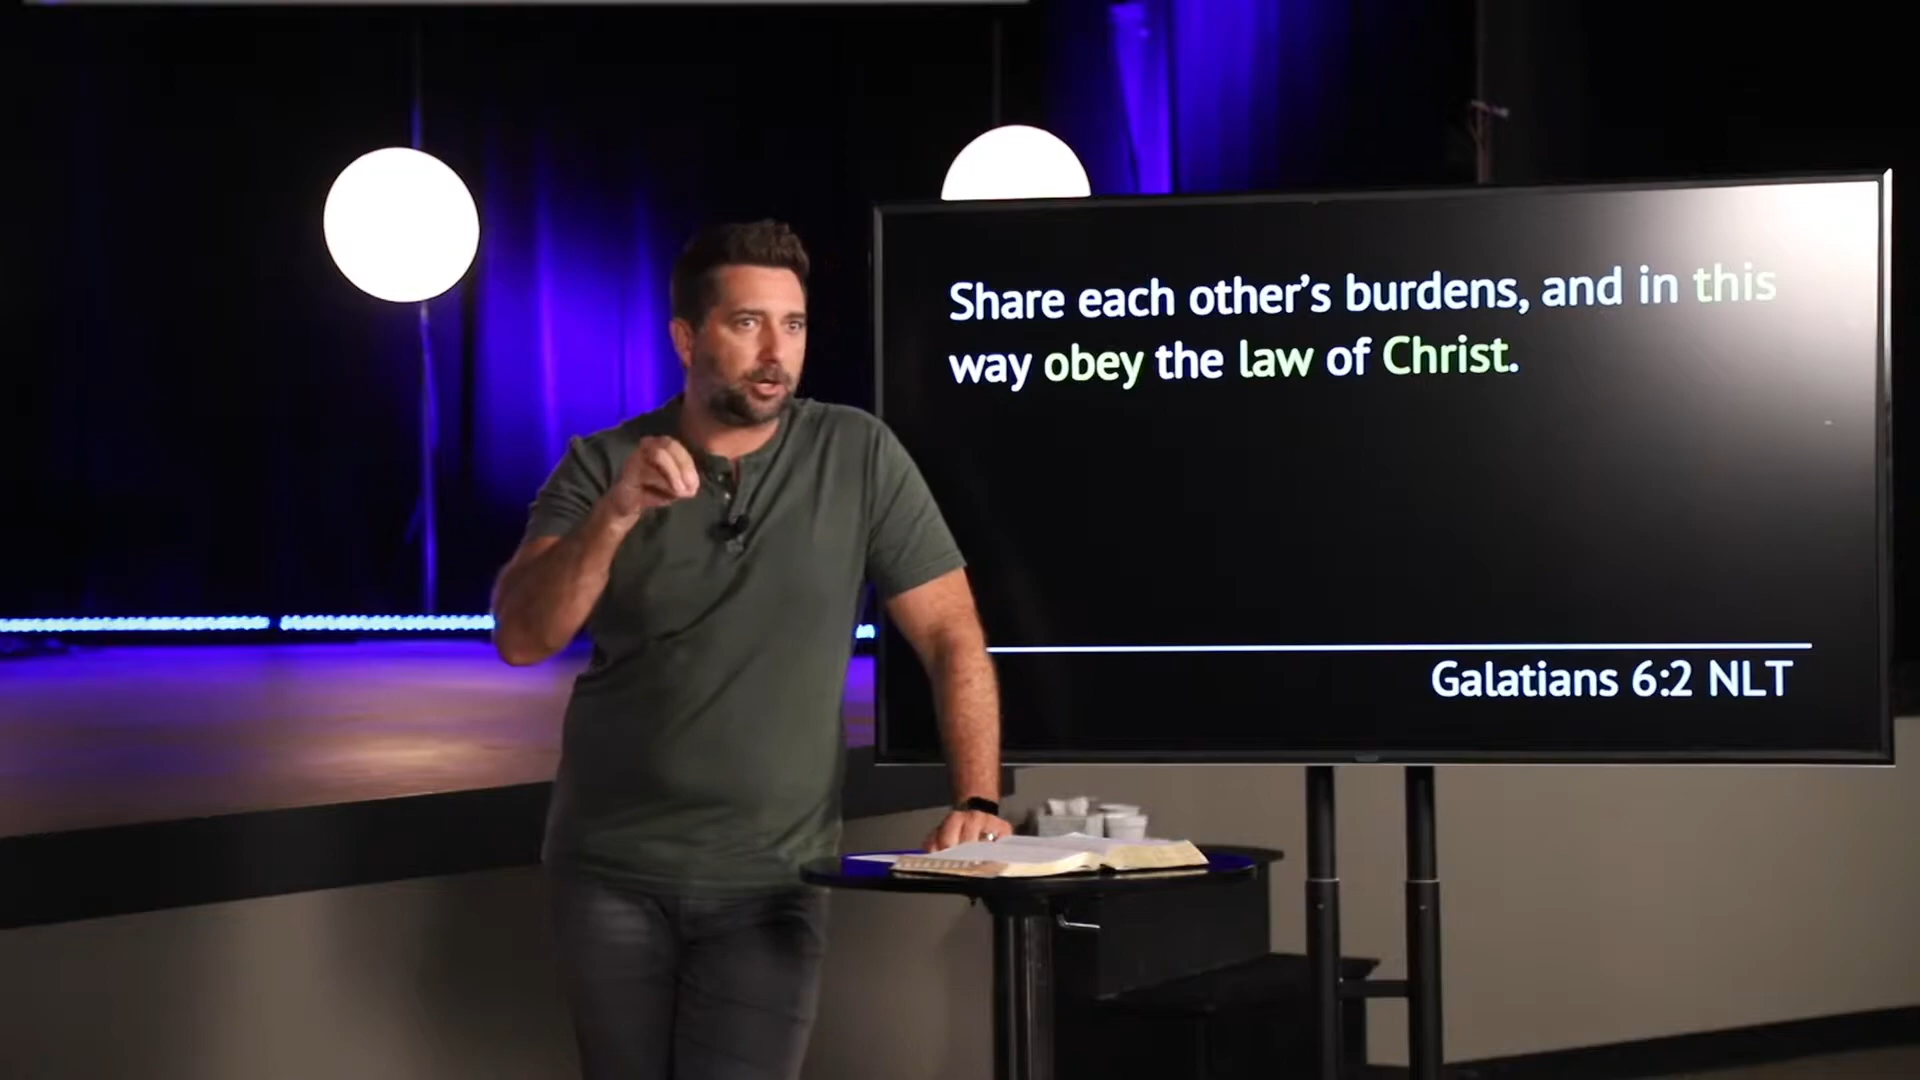 Share each other’s burdens, and in this
way obey the law of Christ.
Galatians 6:2 NLT